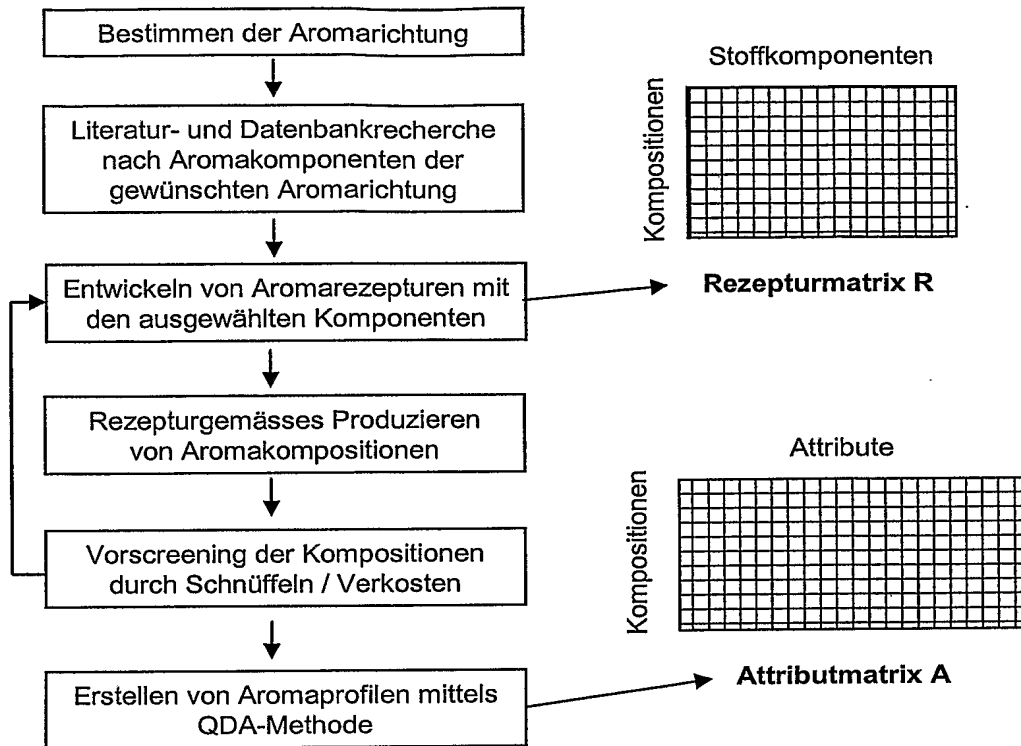 Bestimmen der Aromarichtung
Literatur- und Datenbankrecherche
nach Aromakomponenten der
gewünschten Aromarichtung
Entwickeln von Aromarezepturen mit
den ausgewählten Komponenten
Rezepturgemässes Produzieren
von Aromakompositionen
Vorscreening der Kompositionen
durch Schnüffeln / Verkosten
Erstellen von Aromaprofilen mittels
QDA-Methode
Stoffkomponenten
Kompositionen
Rezepturmatrix R
Attribute
Kompositionen
Attributmatrix A